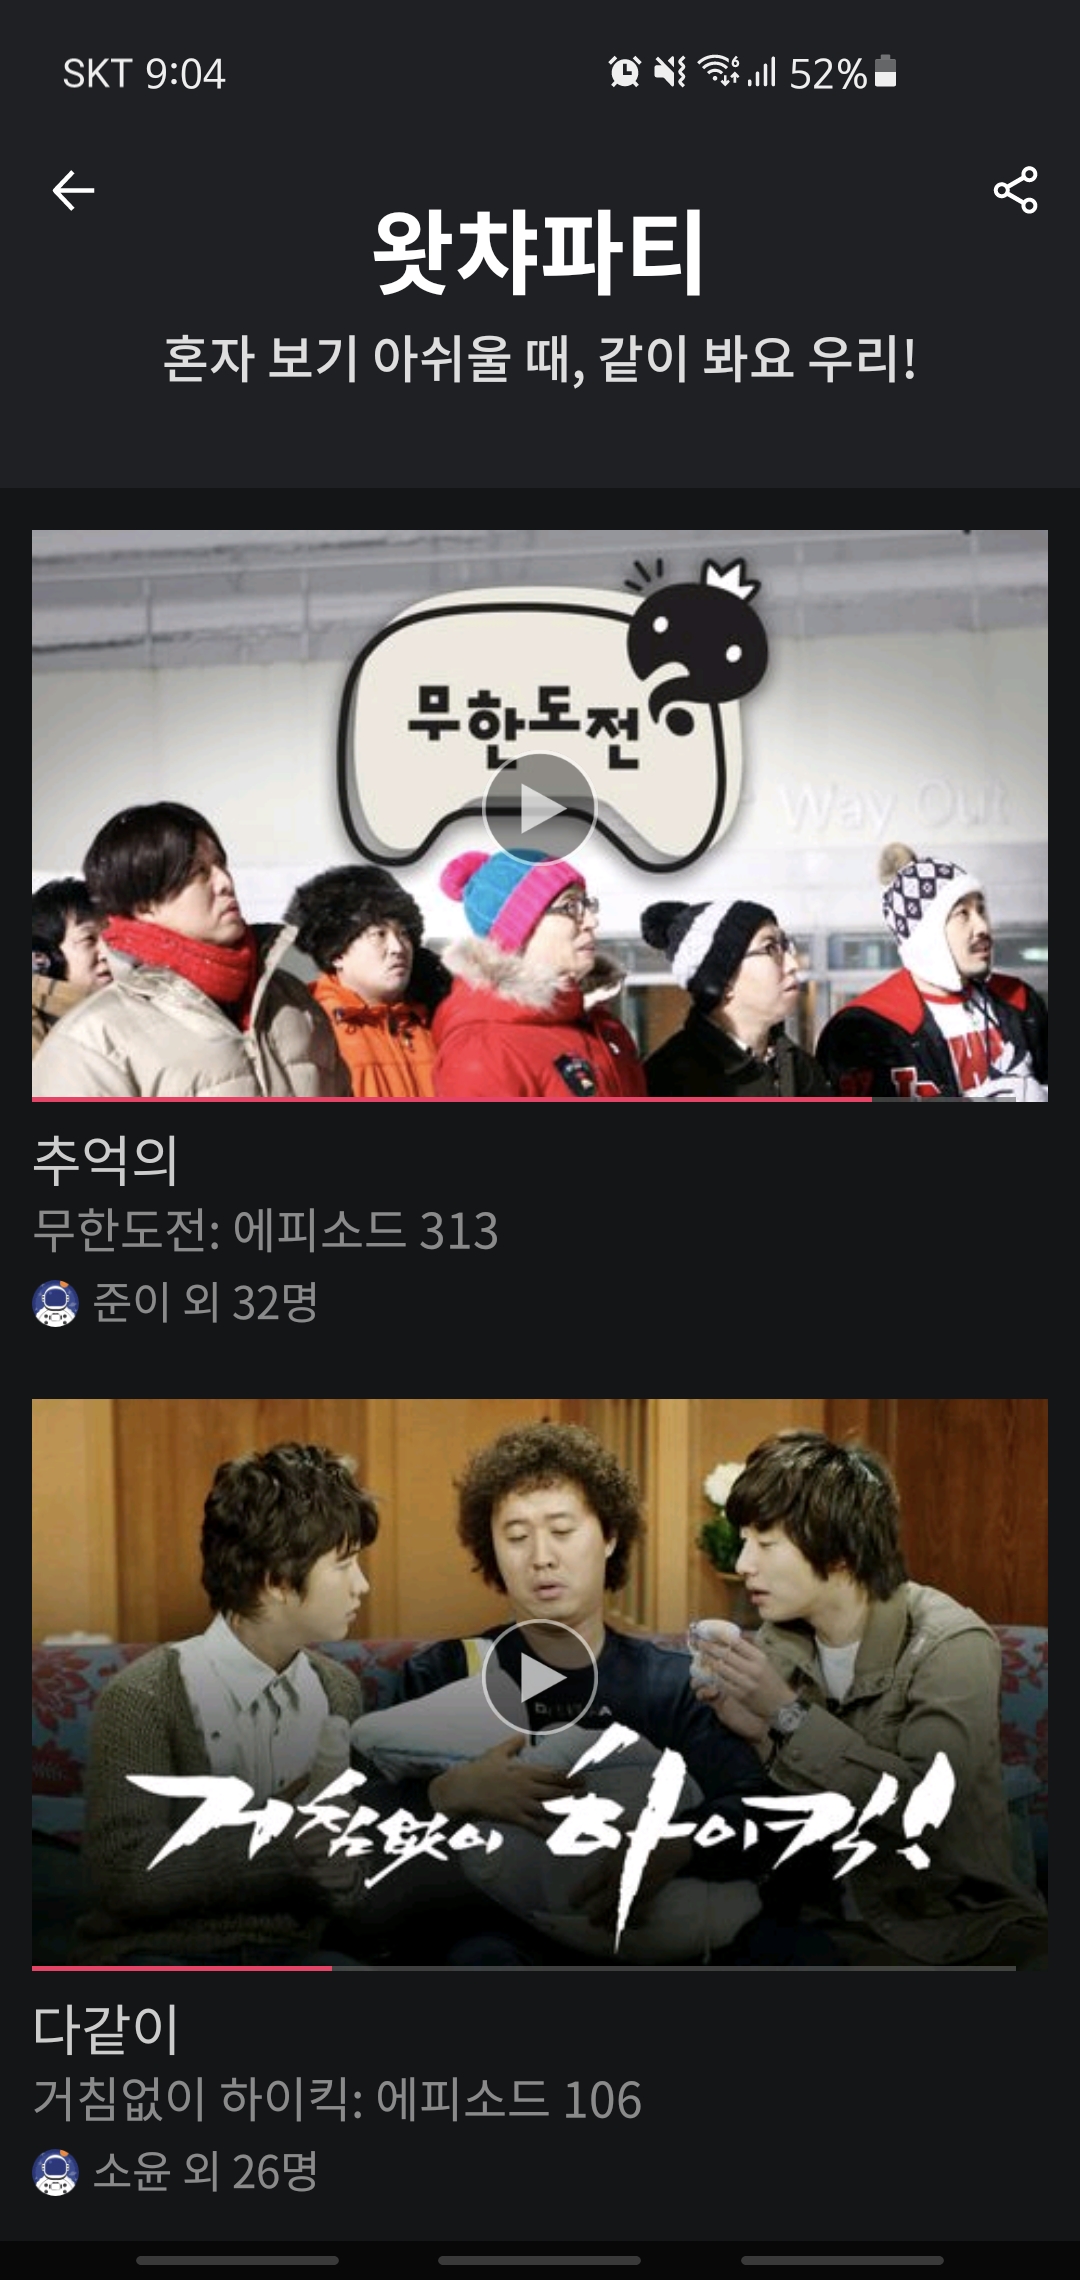 SKT 9:04
52%
왓챠파티
혼자 보기 아쉬울 때, 같이 봐요 우리!
무한도전
Way Out
추억의
무한도전: 에피소드 313
준이 외 32명
거침없이 하이킥!
다같이
거침없이 하이킥: 에피소드 106
소윤 외 26명